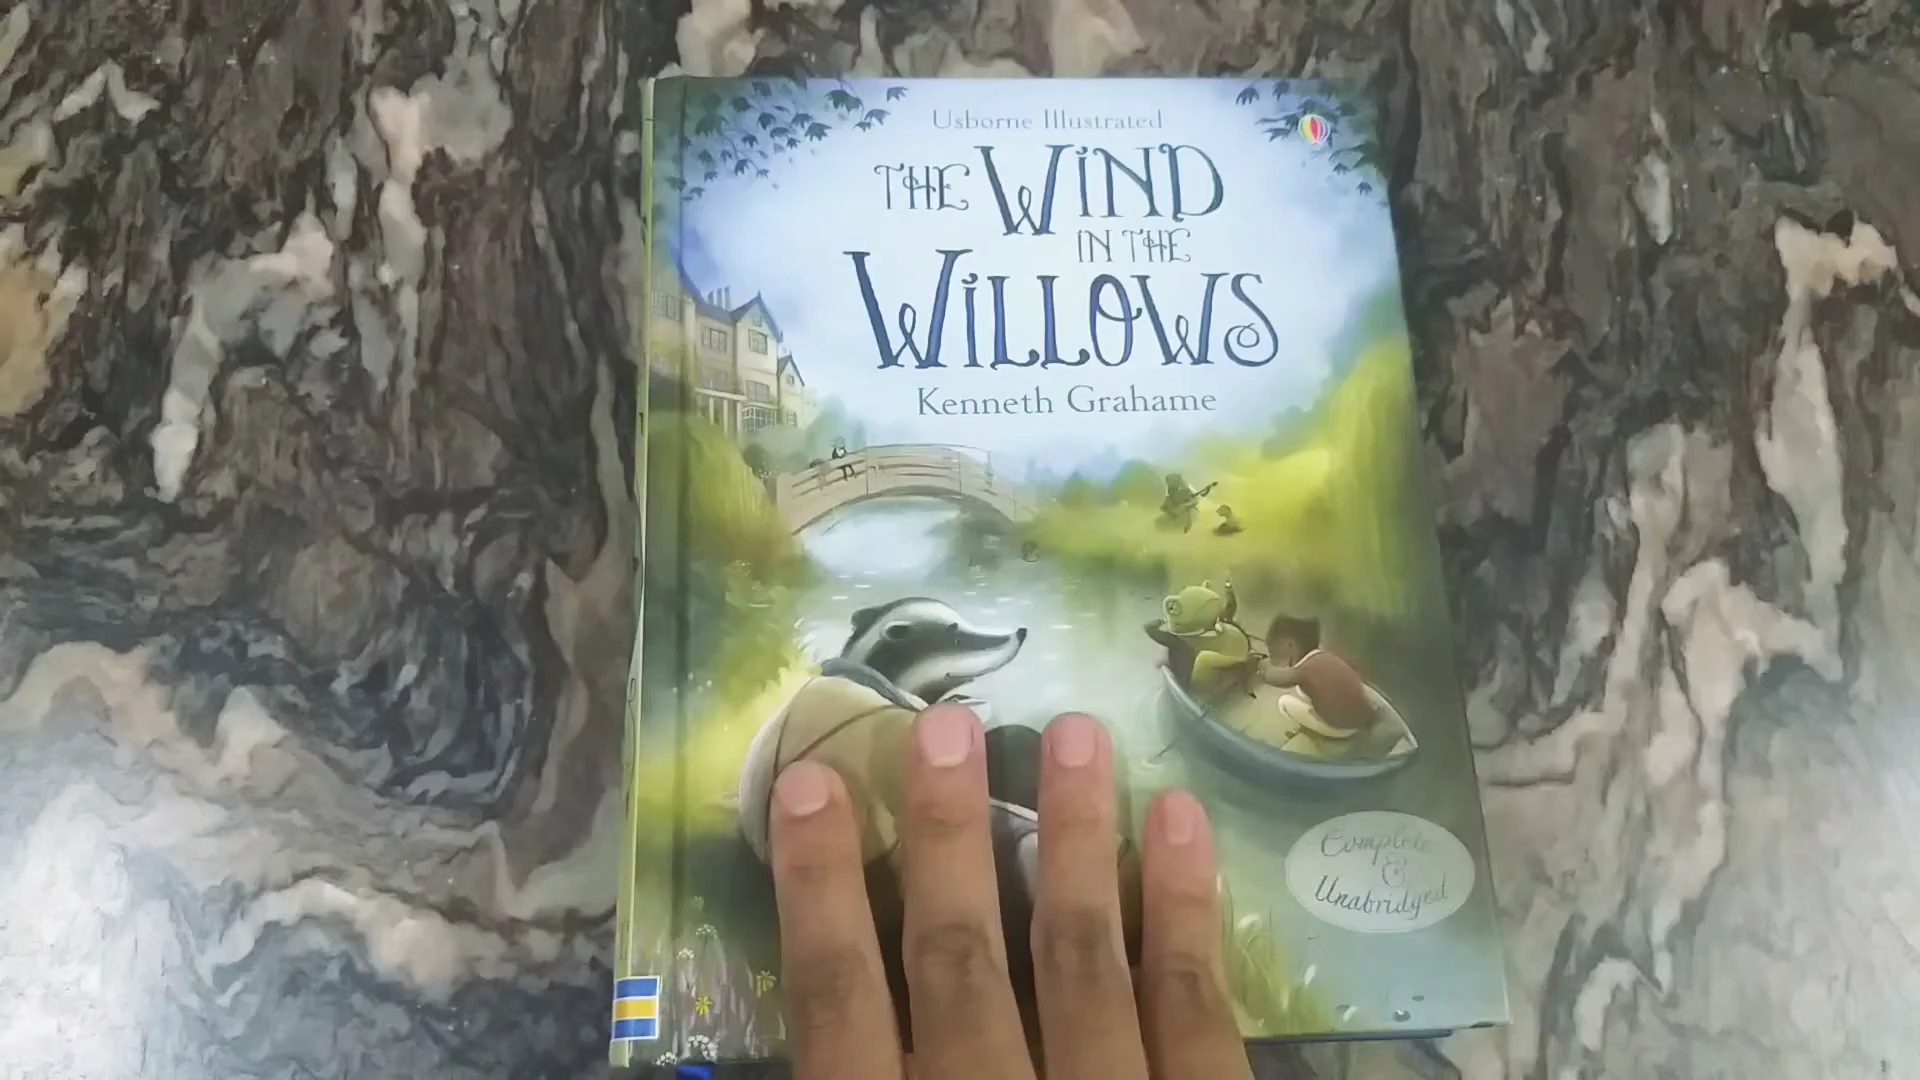 Usborne Illustrated
THE WIND
IN THE
WILLOWS
Kenneth Grahame
Complete
&
Unabridged